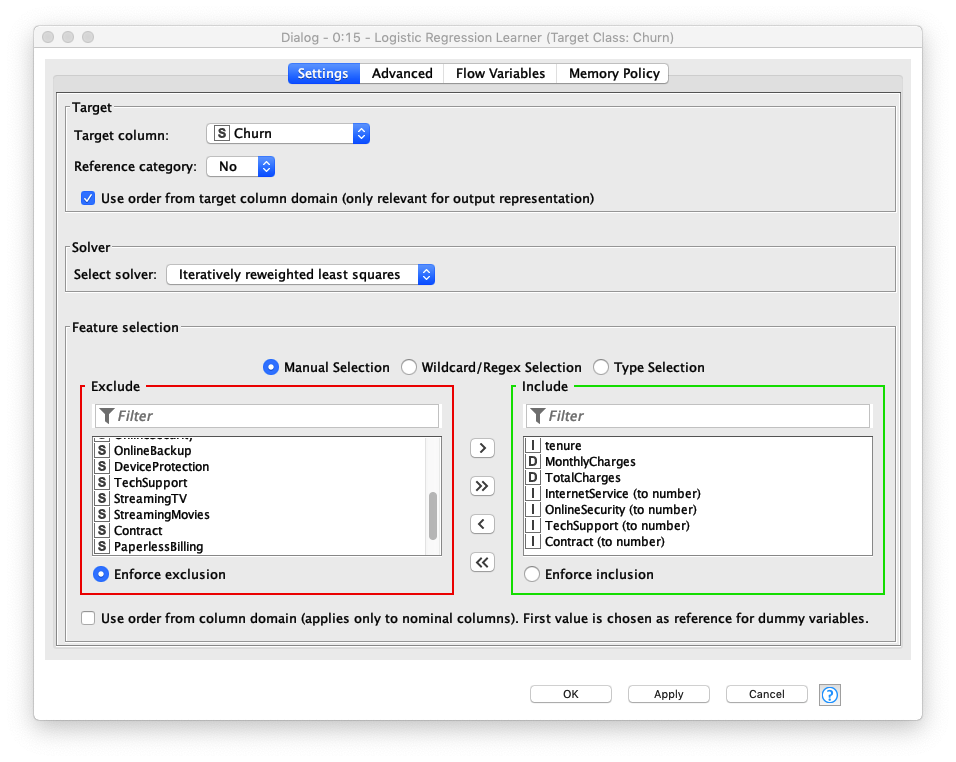 Dialog - 0:15 - Logistic Regression Learner (Target Class: Churn)
Settings Advanced Flow Variables Memory Policy
Target
Target column: S Churn
Reference category: No
Use order from target column domain (only relevant for output representation)
Solver
Select solver: Iteratively reweighted least squares
Feature selection
Manual Selection Wildcard/Regex Selection Type Selection
Exclude
Filter
S OnlineBackup
S DeviceProtection
S TechSupport
S StreamingTV
S StreamingMovies
S Contract
S PaperlessBilling
Enforce exclusion
>
>>
<
<<
Include
Filter
I tenure
D MonthlyCharges
D TotalCharges
I InternetService (to number)
I OnlineSecurity (to number)
I TechSupport (to number)
I Contract (to number)
Enforce inclusion
Use order from column domain (applies only to nominal columns). First value is chosen as reference for dummy variables.
OK Apply Cancel ?